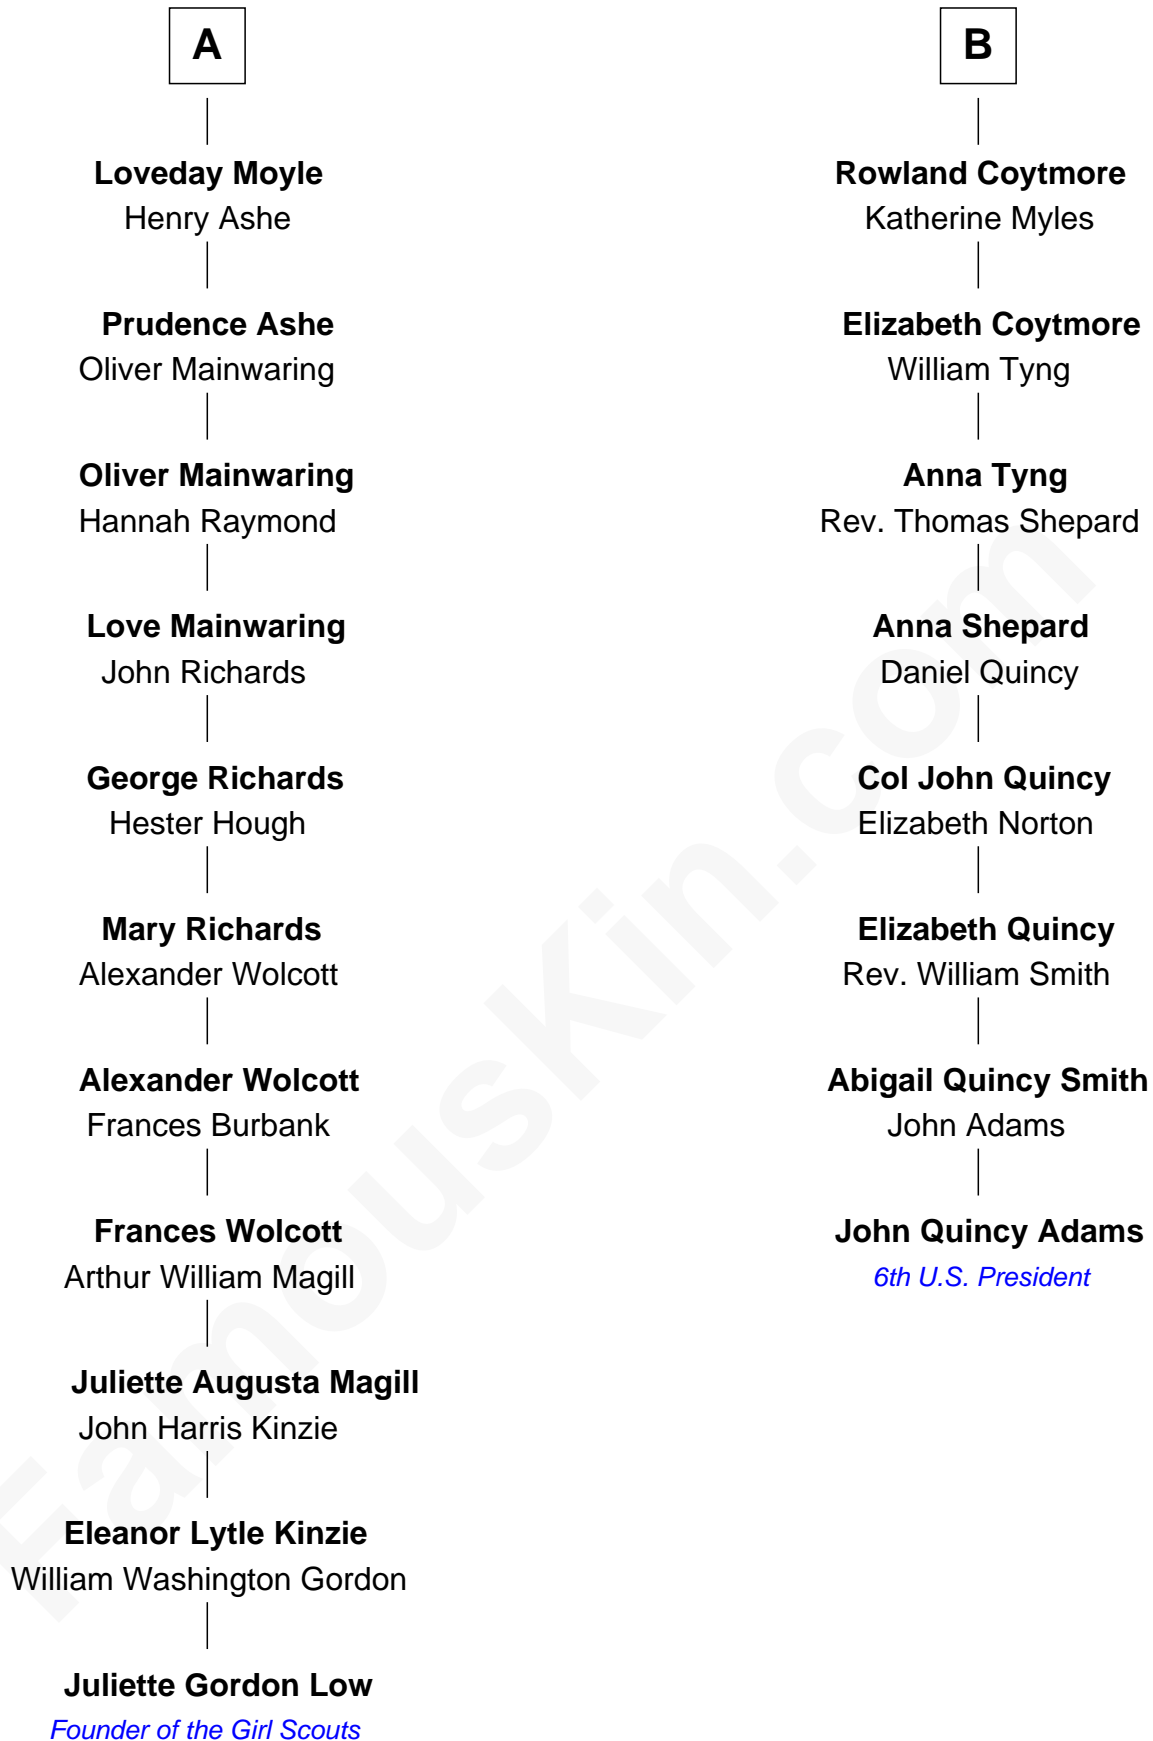 A
Loveday Moyle
Henry Ashe
Prudence Ashe
Oliver Mainwaring
Oliver Mainwaring
Hannah Raymond
Love Mainwaring
John Richards
George Richards
Hester Hough
Mary Richards
Alexander Wolcott
Alexander Wolcott
Frances Burbank
Frances Wolcott
Arthur William Magill
Juliette Augusta Magill
John Harris Kinzie
Eleanor Lytle Kinzie
William Washington Gordon
Juliette Gordon Low
Founder of the Girl Scouts
B
Rowland Coytmore
Katherine Myles
Elizabeth Coytmore
William Tyng
Anna Tyng
Rev. Thomas Shepard
Anna Shepard
Daniel Quincy
Col John Quincy
Elizabeth Norton
Elizabeth Quincy
Rev. William Smith
Abigail Quincy Smith
John Adams
John Quincy Adams
6th U.S. President
FamousKin.com